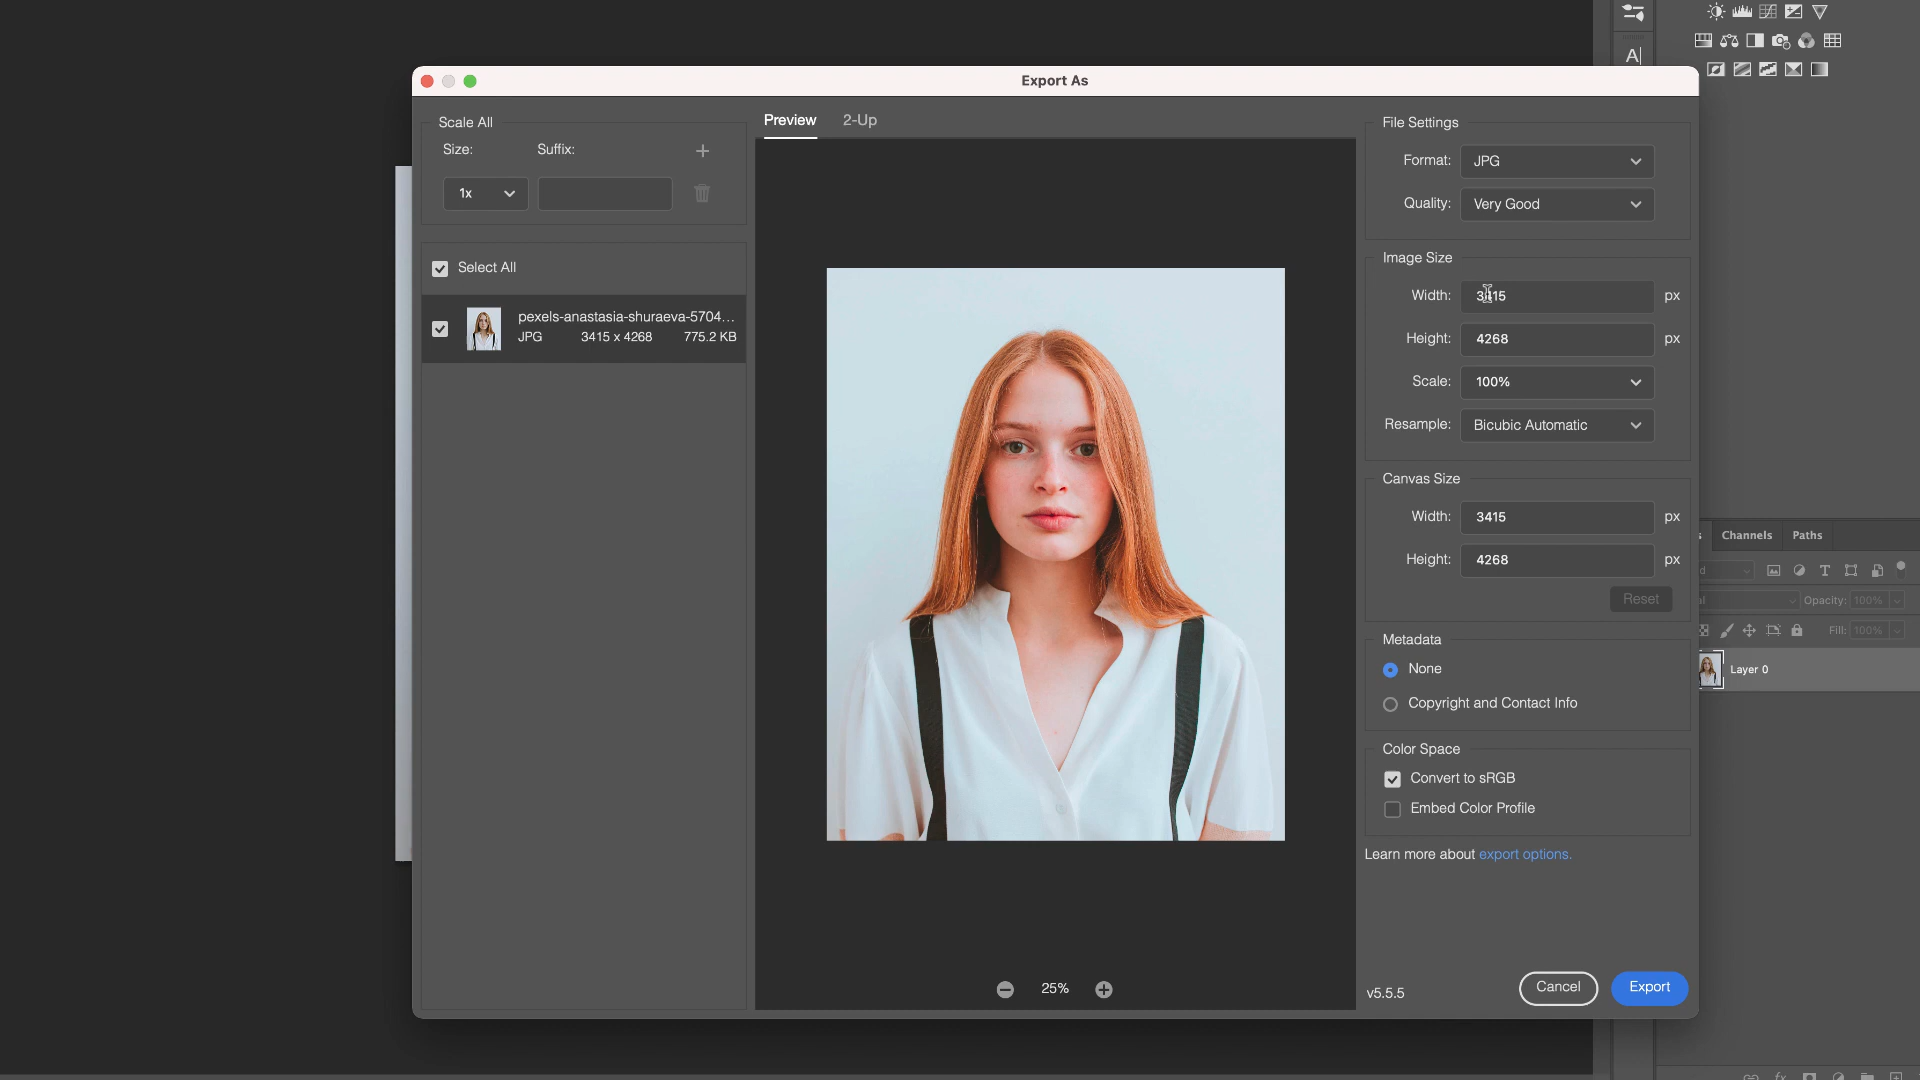 Export As
Scale All
Size:
Suffix:
1x
Select All
pexels-anastasia-shuraeva-5704...
JPG 3415 x 4268 775.2 KB
Preview 2-Up
25%
File Settings
Format: JPG
Quality: Very Good
Image Size
Width: 3415 px
Height: 4268 px
Scale: 100%
Resample: Bicubic Automatic
Canvas Size
Width: 3415 px
Height: 4268 px
Reset
Metadata
None
Copyright and Contact Info
Color Space
Convert to sRGB
Embed Color Profile
Learn more about export options.
v5.5.5
Cancel
Export
Channels Paths
Opacity: 100%
Fill: 100%
Layer 0